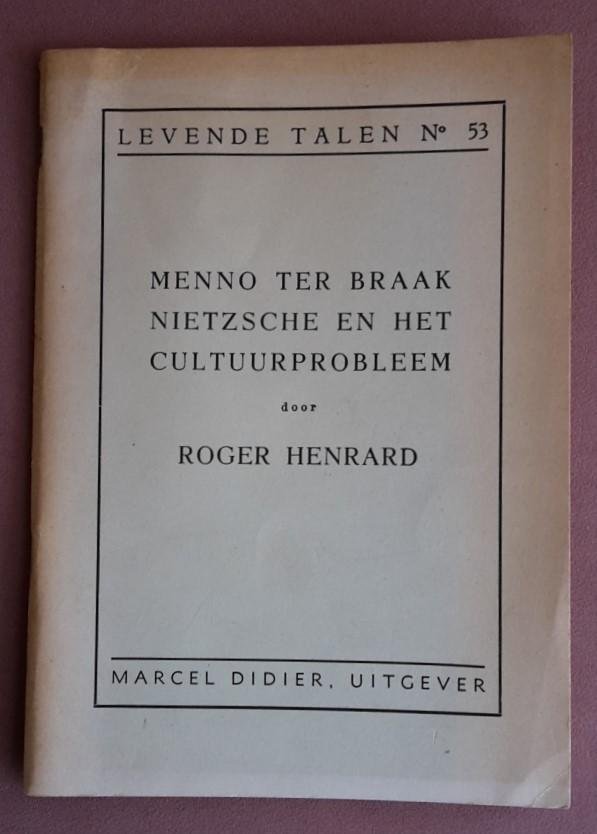 LEVENDE TALEN Nº 53
MENNO TER BRAAK
NIETZSCHE EN HET
CULTUURPROBLEEM
door
ROGER HENRARD
MARCEL DIDIER, UITGEVER